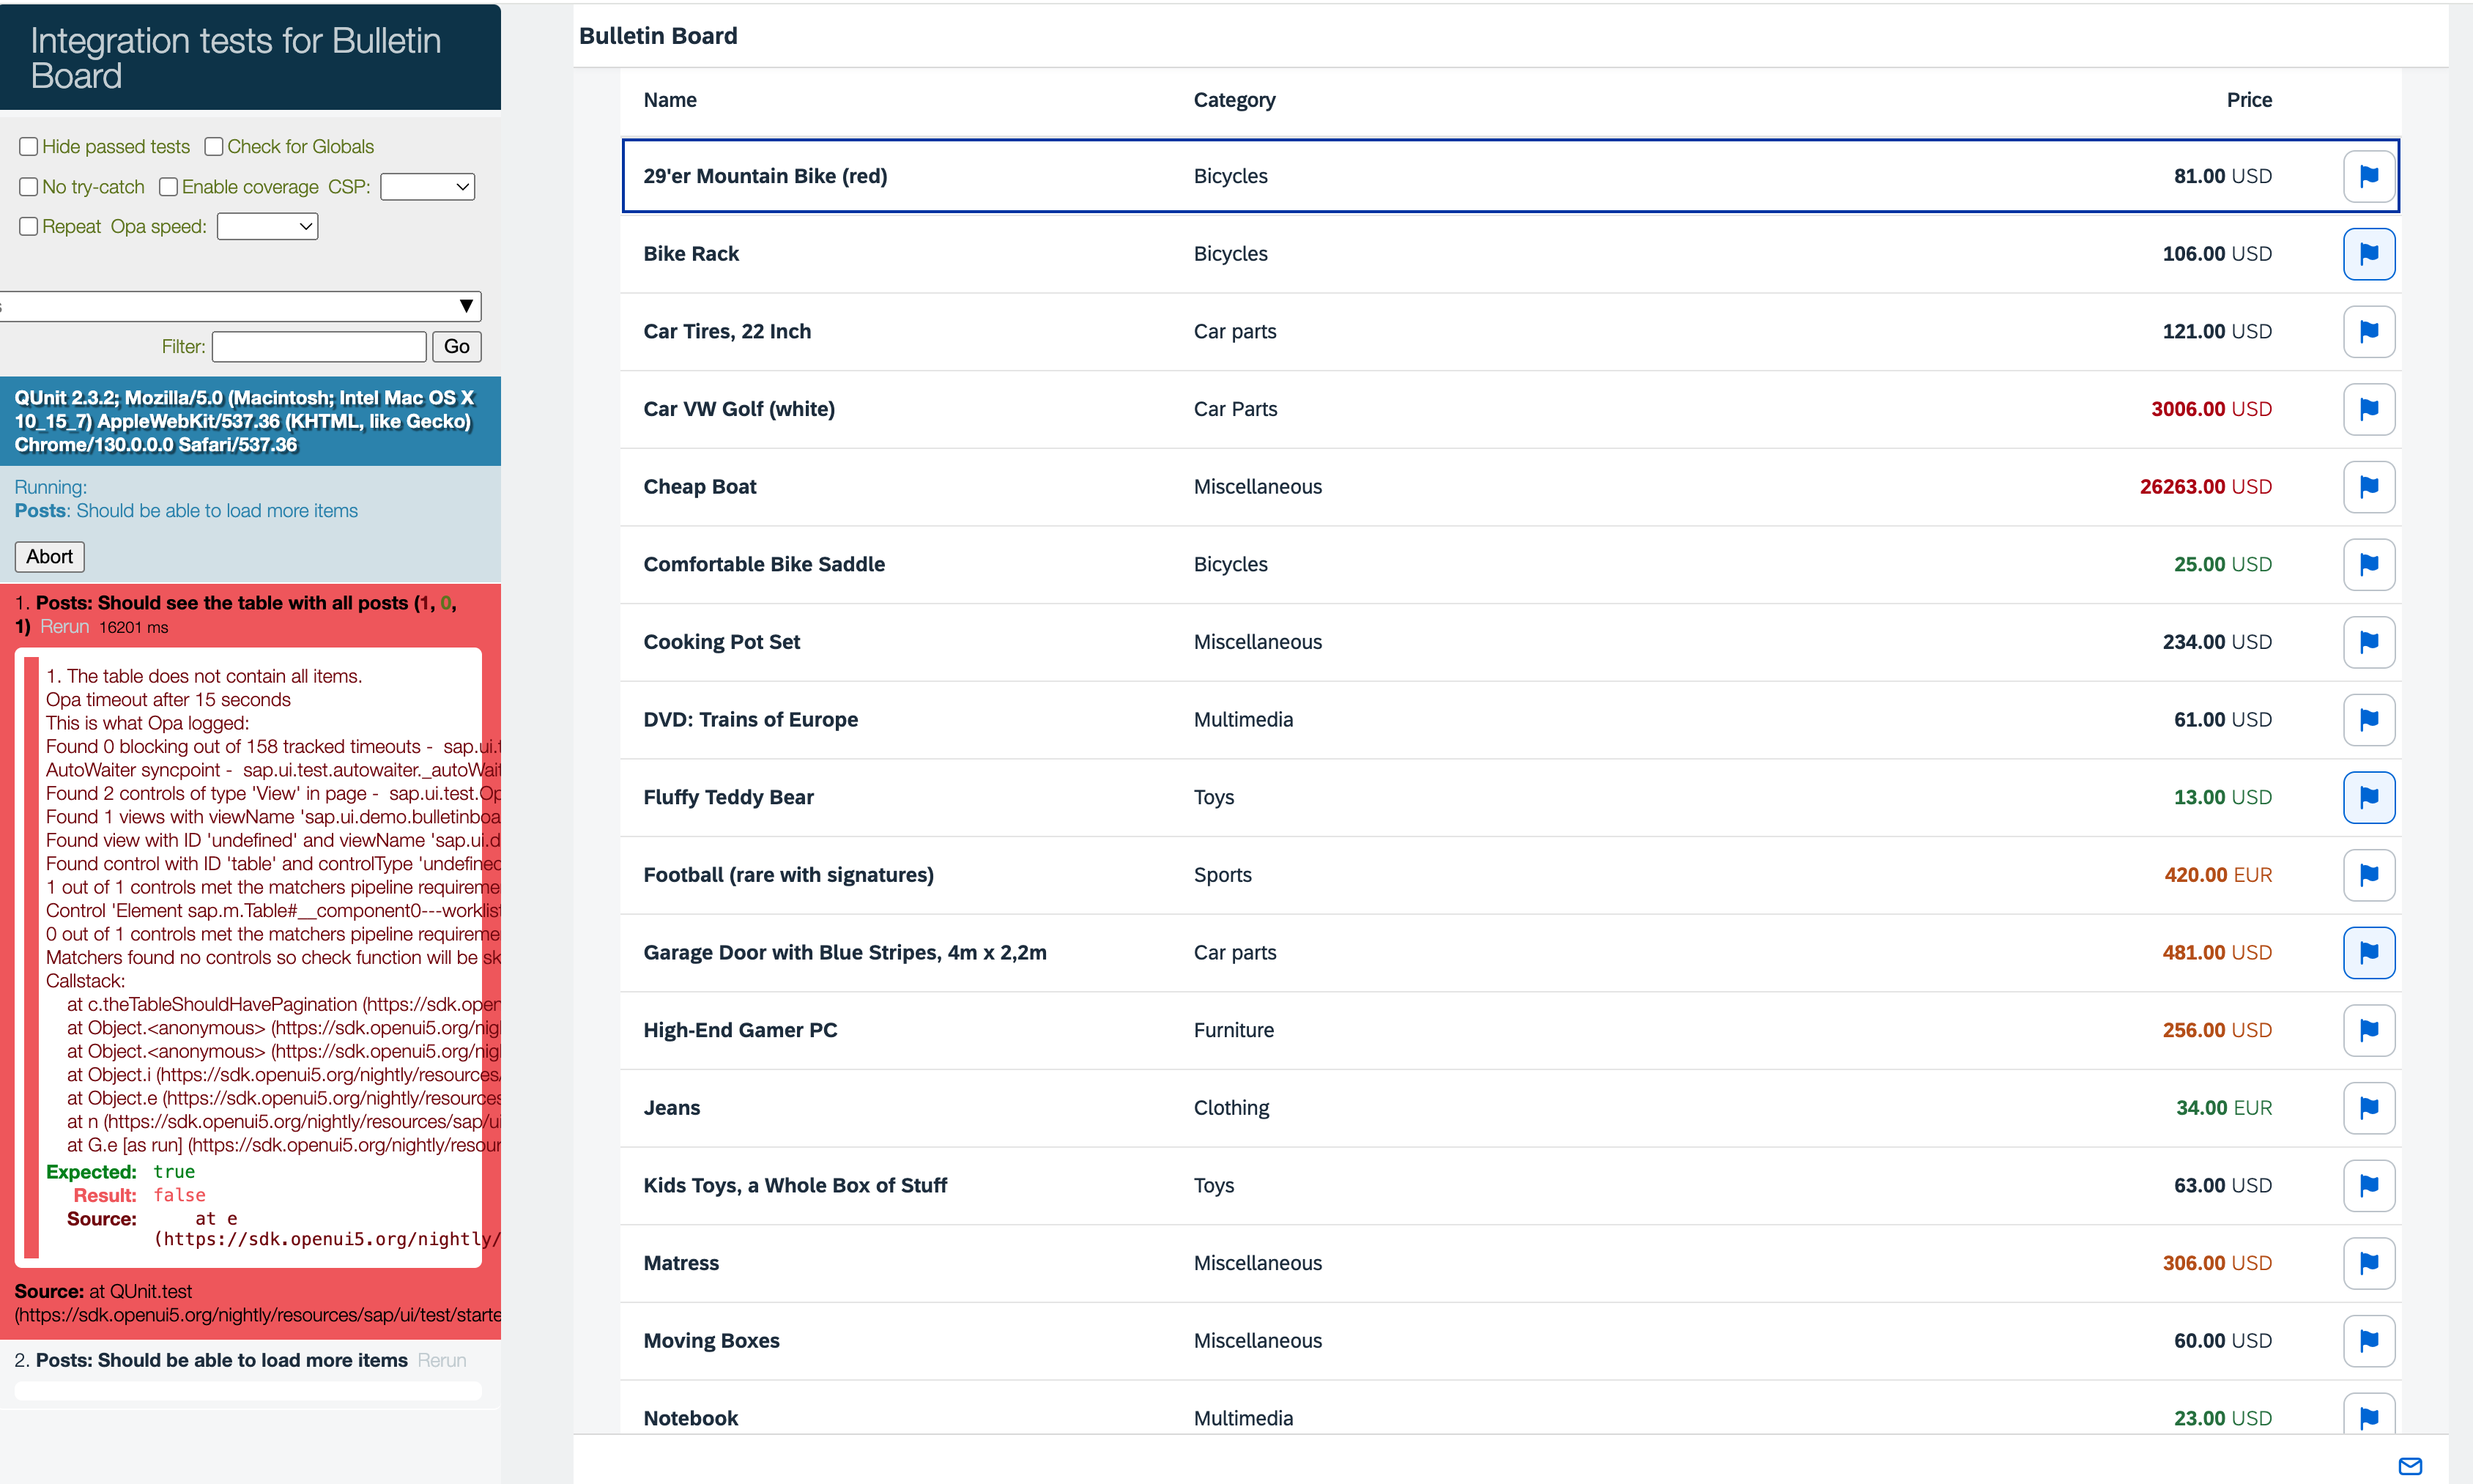 Integration tests for Bulletin
Board
Hide passed tests Check for Globals
No try-catch Enable coverage CSP:
Repeat Opa speed:
Filter: Go
QUnit 2.3.2; Mozilla/5.0 (Macintosh; Intel Mac OS X
10_15_7) AppleWebKit/537.36 (KHTML, like Gecko)
Chrome/130.0.0.0 Safari/537.36
Running:
Posts: Should be able to load more items
Abort
1. Posts: Should see the table with all posts (1, 0,
1) Rerun 16201 ms
1. The table does not contain all items.
Opa timeout after 15 seconds
This is what Opa logged:
Found 0 blocking out of 158 tracked timeouts - sap.ui.t
AutoWaiter syncpoint - sap.ui.test.autowaiter._autoWait
Found 2 controls of type 'View' in page - sap.ui.test.Op
Found 1 views with viewName 'sap.ui.demo.bulletinboa
Found view with ID 'undefined' and viewName 'sap.ui.d
Found control with ID 'table' and controlType 'undefined
1 out of 1 controls met the matchers pipeline requireme
Control 'Element sap.m.Table#__component0---worklist
0 out of 1 controls met the matchers pipeline requireme
Matchers found no controls so check function will be sk
Callstack:
at c.theTableShouldHavePagination (https://sdk.open
at Object.<anonymous> (https://sdk.openui5.org/nig
at Object.<anonymous> (https://sdk.openui5.org/nig
at Object.i (https://sdk.openui5.org/nightly/resources/
at Object.e (https://sdk.openui5.org/nightly/resources
at n (https://sdk.openui5.org/nightly/resources/sap/ui
at G.e [as run] (https://sdk.openui5.org/nightly/resour
Expected: true
Result: false
Source: at e
(https://sdk.openui5.org/nightly/
Source: at QUnit.test
(https://sdk.openui5.org/nightly/resources/sap/ui/test/starte
2. Posts: Should be able to load more items Rerun
Bulletin Board
Name Category Price
29'er Mountain Bike (red) Bicycles 81.00 USD
Bike Rack Bicycles 106.00 USD
Car Tires, 22 Inch Car parts 121.00 USD
Car VW Golf (white) Car Parts 3006.00 USD
Cheap Boat Miscellaneous 26263.00 USD
Comfortable Bike Saddle Bicycles 25.00 USD
Cooking Pot Set Miscellaneous 234.00 USD
DVD: Trains of Europe Multimedia 61.00 USD
Fluffy Teddy Bear Toys 13.00 USD
Football (rare with signatures) Sports 420.00 EUR
Garage Door with Blue Stripes, 4m x 2,2m Car parts 481.00 USD
High-End Gamer PC Furniture 256.00 USD
Jeans Clothing 34.00 EUR
Kids Toys, a Whole Box of Stuff Toys 63.00 USD
Matress Miscellaneous 306.00 USD
Moving Boxes Miscellaneous 60.00 USD
Notebook Multimedia 23.00 USD